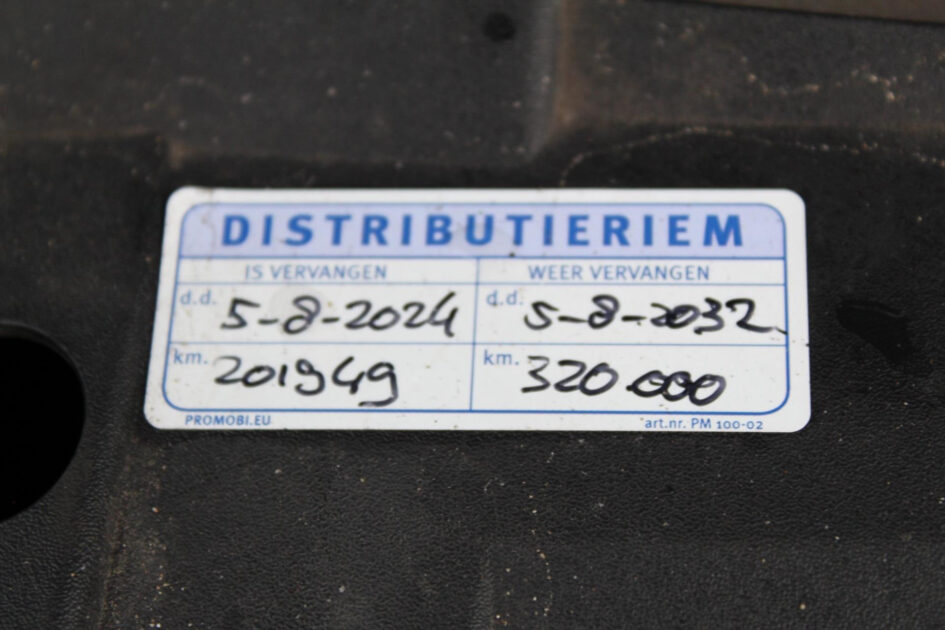 DISTRIBUTIERIEM
IS VERVANGEN WEER VERVANGEN
d.d. 5-8-2024 d.d. 5-8-2032
km. 201949 km. 320.000
PROMOBI.EU art.nr. PM 100-02